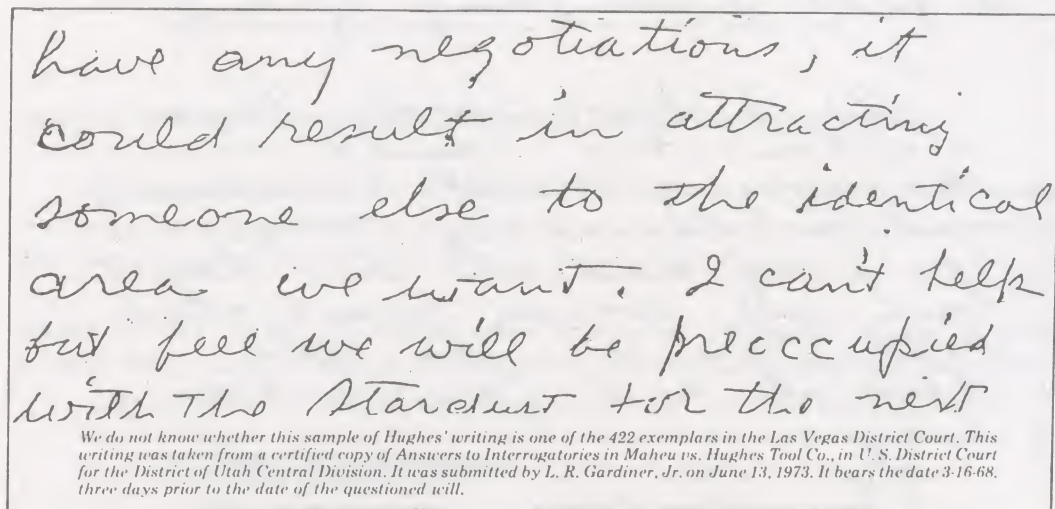 have any negotiations, it
could result in attracting
someone else to the identical
area we want. I can't help
but feel we will be preoccupied
with the Stardust for the next
We do not know whether this sample of Hughes' writing is one of the 422 exemplars in the Las Vegas District Court. This
writing was taken from a certified copy of Answers to Interrogatories in Maheu vs. Hughes Tool Co., in U. S. District Court
for the District of Utah Central Division. It was submitted by L. R. Gardiner, Jr. on June 13, 1973. It bears the date 3-16-68,
three days prior to the date of the questioned will.